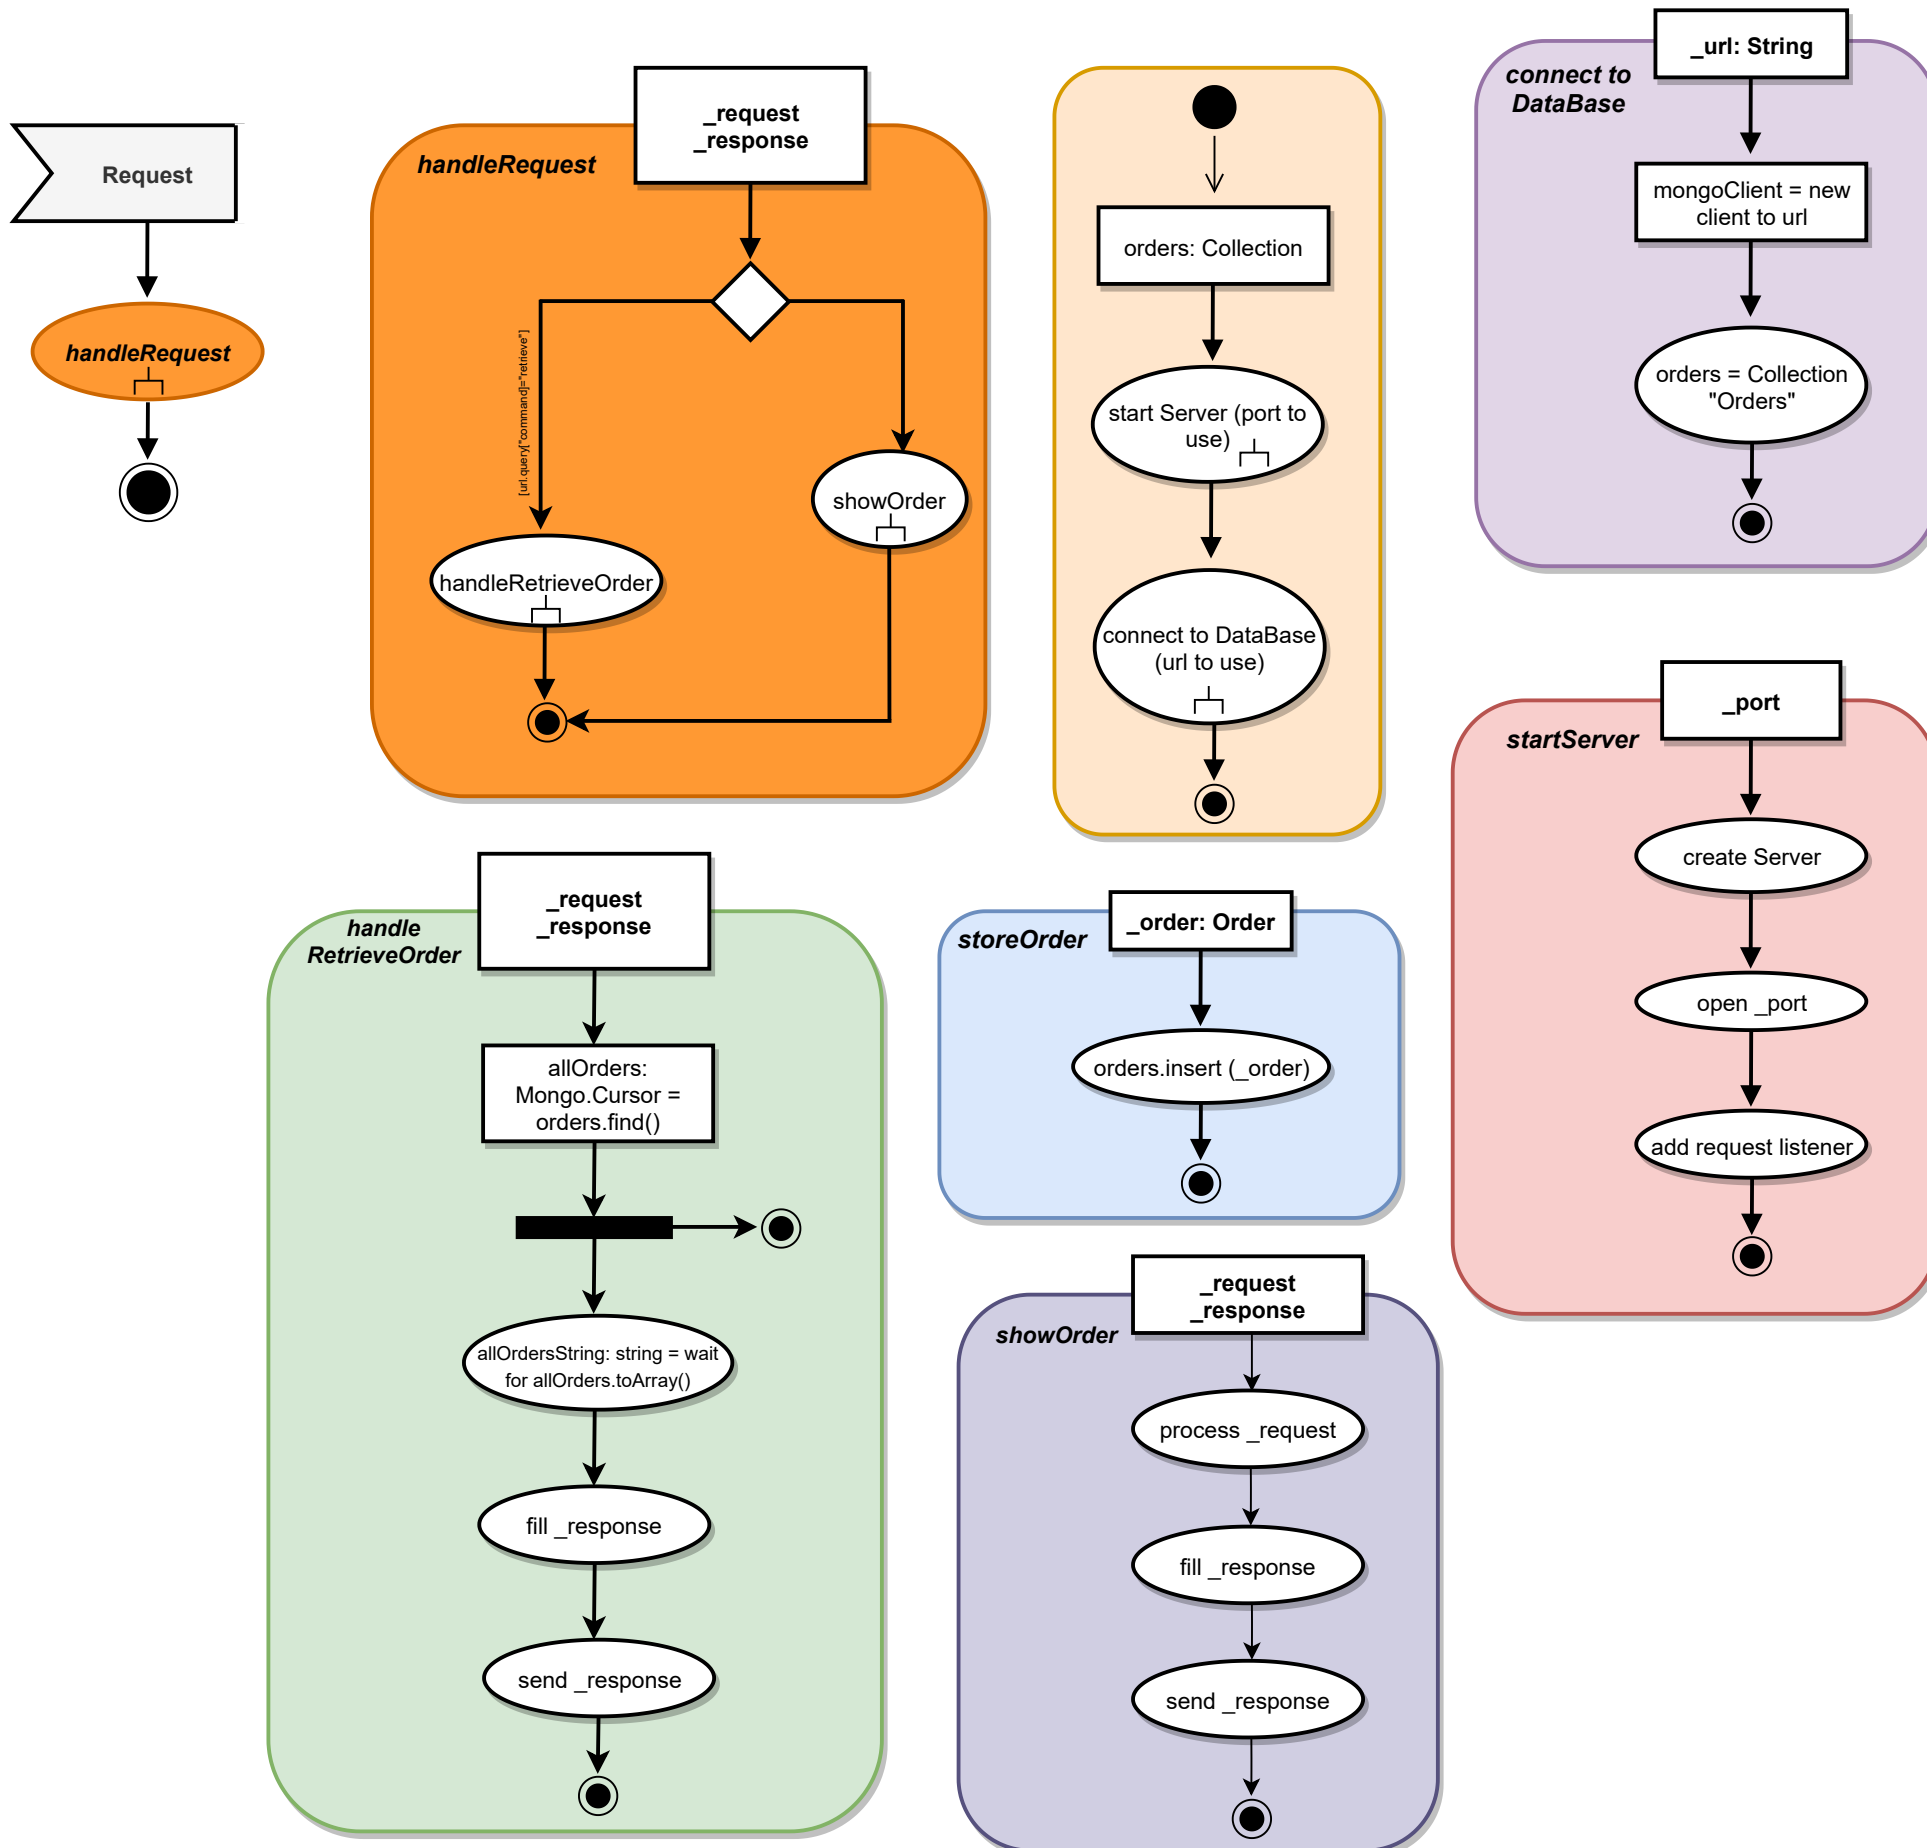 Request
handleRequest
_request
_response
handleRequest
[url.query["command]="retrieve"]
showOrder
handleRetrieveOrder
orders: Collection
start Server (port to
use)
connect to DataBase
(url to use)
_url: String
connect to
DataBase
mongoClient = new
client to url
orders = Collection
"Orders"
_port
startServer
create Server
open _port
add request listener
_request
_response
handle
RetrieveOrder
allOrders:
Mongo.Cursor =
orders.find()
allOrdersString: string = wait
for allOrders.toArray()
fill _response
send _response
_order: Order
storeOrder
orders.insert (_order)
_request
_response
showOrder
process _request
fill _response
send _response